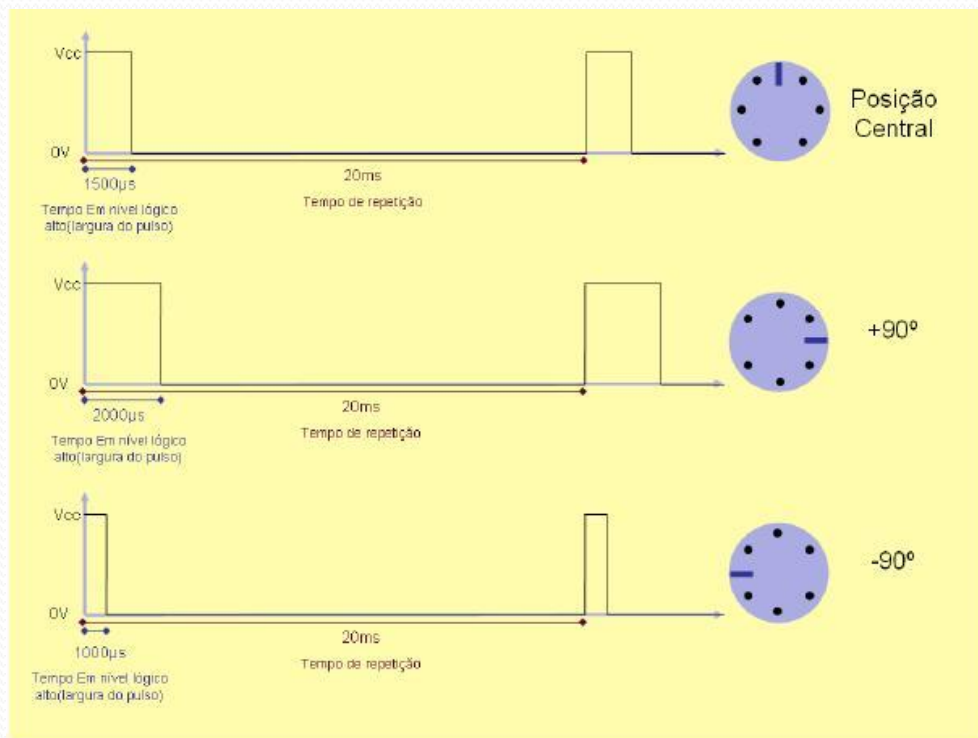 Vcc
0V
1500µs
Tempo Em nível lógico
alto(largura do pulso)
20ms
Tempo de repetição
Posição
Central
Vcc
0V
2000µs
Tempo Em nível lógico
alto(largura do pulso)
20ms
Tempo de repetição
+90º
Vcc
0V
1000µs
Tempo Em nível lógico
alto(largura do pulso)
20ms
Tempo de repetição
-90º